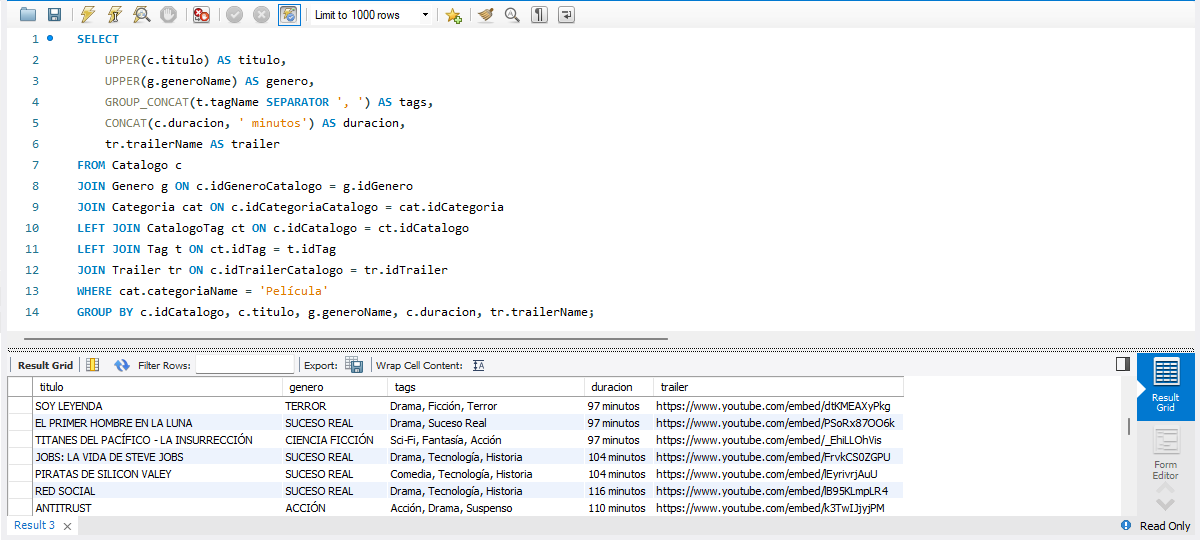 Limit to 1000 rows
1 SELECT
2 UPPER(c.titulo) AS titulo,
3 UPPER(g.generoName) AS genero,
4 GROUP_CONCAT(t.tagName SEPARATOR ', ') AS tags,
5 CONCAT(c.duracion, ' minutos') AS duracion,
6 tr.trailerName AS trailer
7 FROM Catalogo c
8 JOIN Genero g ON c.idGeneroCatalogo = g.idGenero
9 JOIN Categoria cat ON c.idCategoriaCatalogo = cat.idCategoria
10 LEFT JOIN CatalogoTag ct ON c.idCatalogo = ct.idCatalogo
11 LEFT JOIN Tag t ON ct.idTag = t.idTag
12 JOIN Trailer tr ON c.idTrailerCatalogo = tr.idTrailer
13 WHERE cat.categoriaName = 'Película'
14 GROUP BY c.idCatalogo, c.titulo, g.generoName, c.duracion, tr.trailerName;
Result Grid Filter Rows: Export: Wrap Cell Content:
titulo genero tags duracion trailer
SOY LEYENDA TERROR Drama, Ficción, Terror 97 minutos https://www.youtube.com/embed/dtKMEAXyPkg
EL PRIMER HOMBRE EN LA LUNA SUCESO REAL Drama, Suceso Real 97 minutos https://www.youtube.com/embed/PSoRx87OO6k
TITANES DEL PACÍFICO - LA INSURRECCIÓN CIENCIA FICCIÓN Sci-Fi, Fantasía, Acción 97 minutos https://www.youtube.com/embed/_EhiLLOhVis
JOBS: LA VIDA DE STEVE JOBS SUCESO REAL Drama, Tecnología, Historia 104 minutos https://www.youtube.com/embed/FrvkCS0ZGPU
PIRATAS DE SILICON VALEY SUCESO REAL Comedia, Tecnología, Historia 104 minutos https://www.youtube.com/embed/lEyrivrjAuU
RED SOCIAL SUCESO REAL Drama, Tecnología, Historia 116 minutos https://www.youtube.com/embed/lB95KLmpLR4
ANTITRUST ACCIÓN Acción, Drama, Suspenso 110 minutos https://www.youtube.com/embed/k3TwIJjyjPM
Result
Grid
Form
Editor
Result 3
Read Only